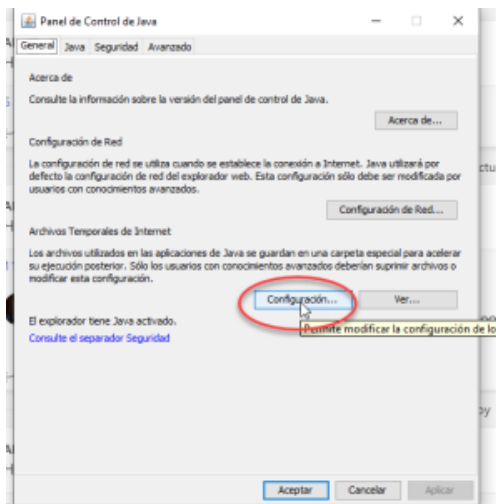 Panel de Control de Java
General Java Seguridad Avanzado
Acerca de
Consulte la información sobre la versión del panel de control de Java.
Acerca de...
Configuración de Red
La configuración de red se utiliza cuando se establece la conexión a Internet. Java utilizará por
defecto la configuración de red del explorador web. Esta configuración sólo debe ser modificada por
usuarios con conocimientos avanzados.
Configuración de Red...
Archivos Temporales de Internet
Los archivos utilizados en las aplicaciones de Java se guardan en una carpeta especial para acelerar
su ejecución posterior. Sólo los usuarios con conocimientos avanzados deberían suprimir archivos o
modificar esta configuración.
Configuración... Ver...
Permite modificar la configuración de lo
El explorador tiene Java activado.
Consulte el separador Seguridad
Aceptar Cancelar Aplicar